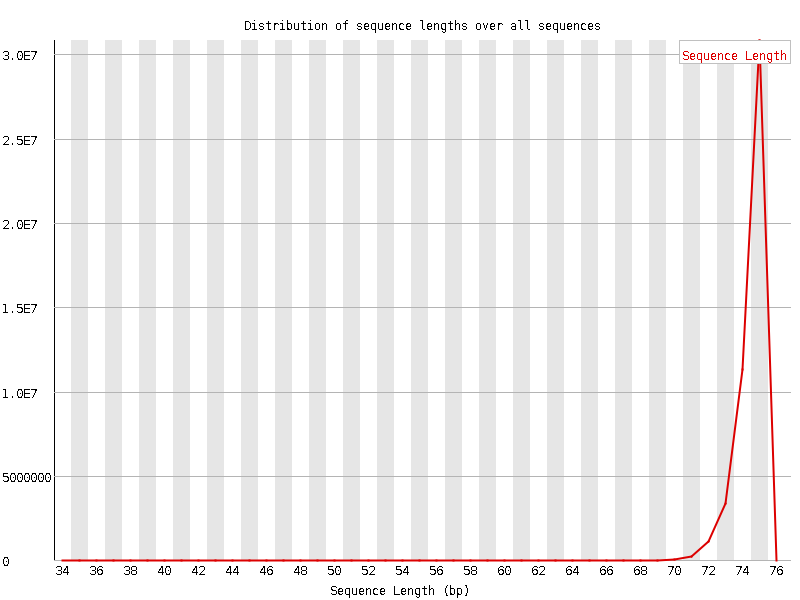 Distribution of sequence lengths over all sequences
Sequence Length
3.0E7
2.5E7
2.0E7
1.5E7
1.0E7
5000000
0
34 36 38 40 42 44 46 48 50 52 54 56 58 60 62 64 66 68 70 72 74 76
Sequence Length (bp)